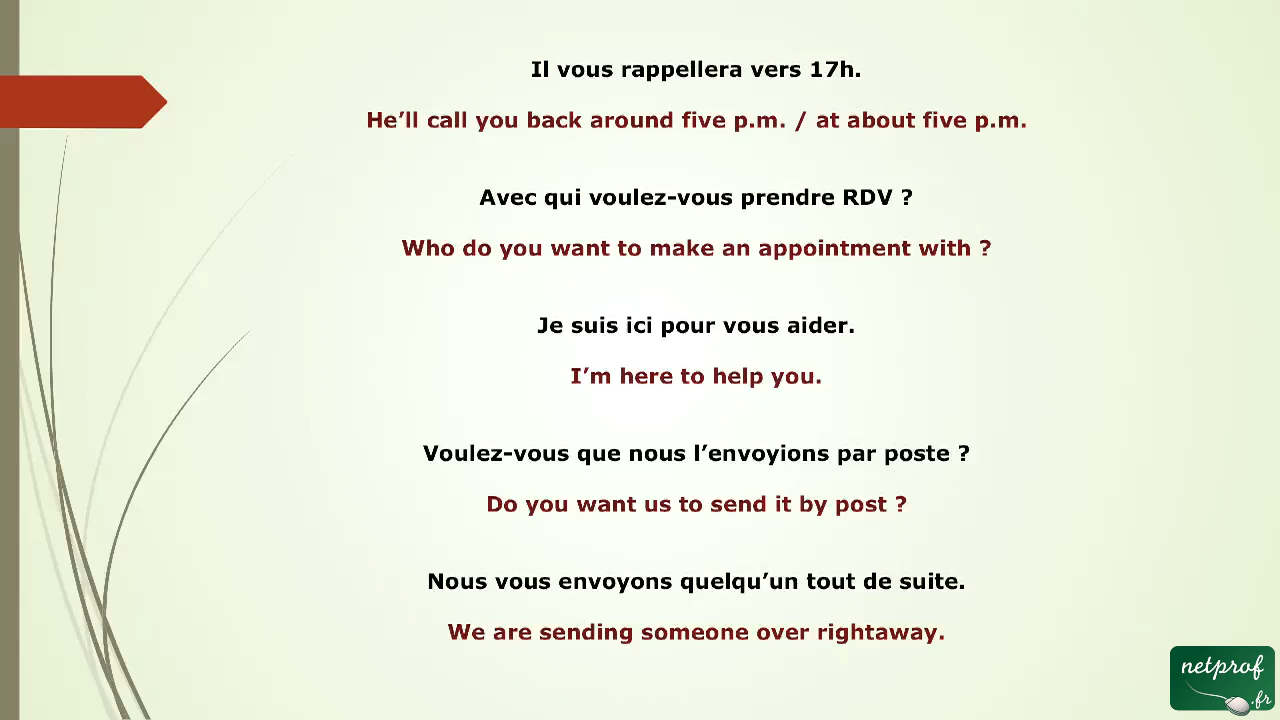 Il vous rappellera vers 17h.
He’ll call you back around five p.m. / at about five p.m.
Avec qui voulez-vous prendre RDV ?
Who do you want to make an appointment with ?
Je suis ici pour vous aider.
I’m here to help you.
Voulez-vous que nous l’envoyions par poste ?
Do you want us to send it by post ?
Nous vous envoyons quelqu’un tout de suite.
We are sending someone over rightaway.
netprof
.fr